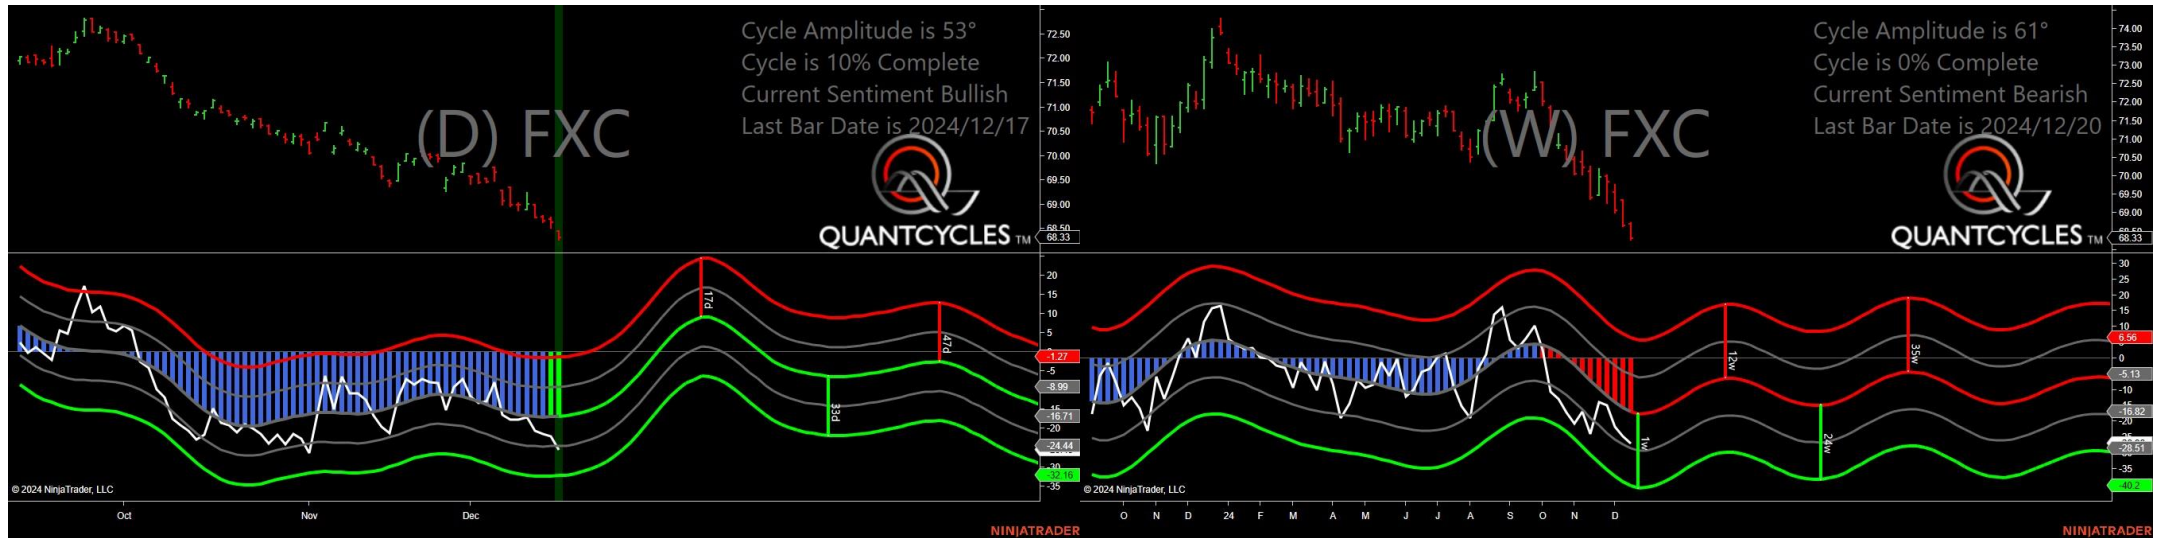 Cycle Amplitude is 53°
Cycle is 10% Complete
Current Sentiment Bullish
Last Bar Date is 2024/12/17
(D) FXC
QUANTCYCLES TM
72.50
72.00
71.50
71.00
70.50
70.00
69.50
69.00
68.50
68.33
20
15
10
5
-1.27
-5
-8.99
-16.71
-20
-24.44
-30
-32.16
-35
17d
33d
47d
© 2024 NinjaTrader, LLC
Oct Nov Dec
NINJATRADER
Cycle Amplitude is 61°
Cycle is 0% Complete
Current Sentiment Bearish
Last Bar Date is 2024/12/20
(W) FXC
QUANTCYCLES TM
74.00
73.50
73.00
72.50
72.00
71.50
71.00
70.50
70.00
69.50
69.00
68.33
30
25
20
15
10
6.56
0
-5.13
-10
-16.82
-28.51
-35
-40.2
1w
12w
24w
35w
© 2024 NinjaTrader, LLC
O N D 24 F M A M J J A S O N D
NINJATRADER